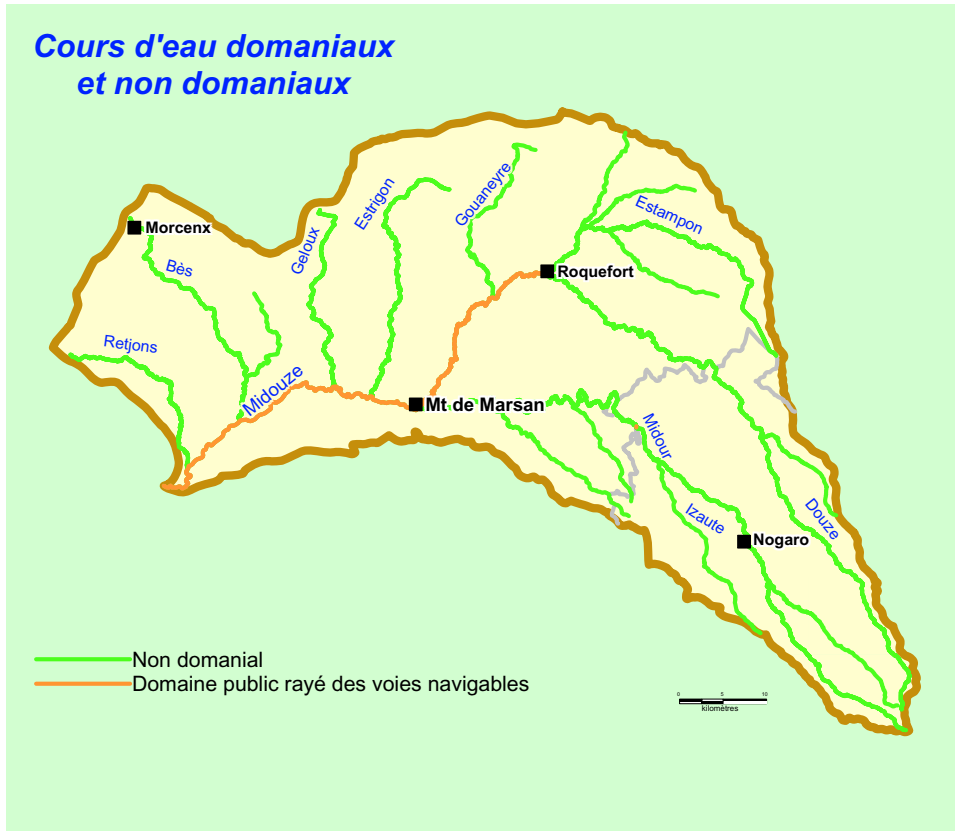 Cours d'eau domaniaux
et non domaniaux
Morcenx
Bès
Retjons
Geloux
Estrigon
Gouaneyre
Estampon
Roquefort
Midouze
Mt de Marsan
Midour
Izaute
Douze
Nogaro
Non domanial
Domaine public rayé des voies navigables
0 5 10
kilomètres